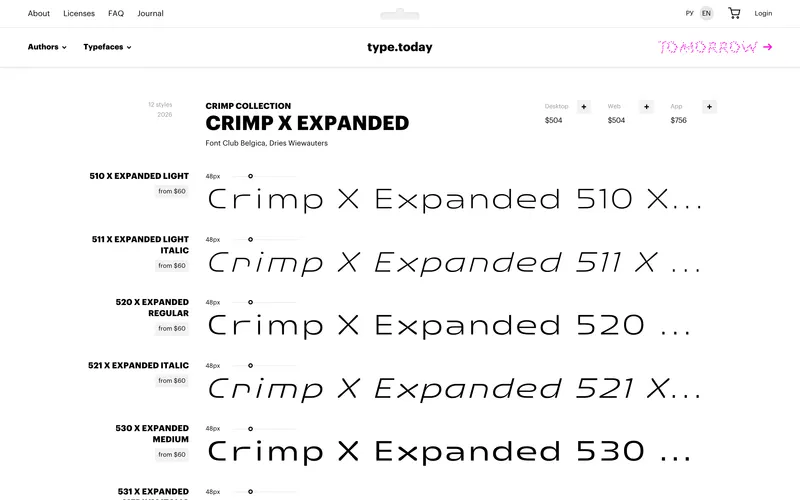 About Licenses FAQ Journal
РУ EN Login
Authors Typefaces
type.today
TOMORROW →
12 styles
2026
CRIMP COLLECTION
CRIMP X EXPANDED
Font Club Belgica, Dries Wiewauters
Desktop + Web + App +
$504 $504 $756
510 X EXPANDED LIGHT
from $60
48px
Crimp X Expanded 510 X...
511 X EXPANDED LIGHT
ITALIC
from $60
48px
Crimp X Expanded 511 X ...
520 X EXPANDED
REGULAR
from $60
48px
Crimp X Expanded 520 ...
521 X EXPANDED ITALIC
from $60
48px
Crimp X Expanded 521 X...
530 X EXPANDED
MEDIUM
from $60
48px
Crimp X Expanded 530 ...
531 X EXPANDED
48px